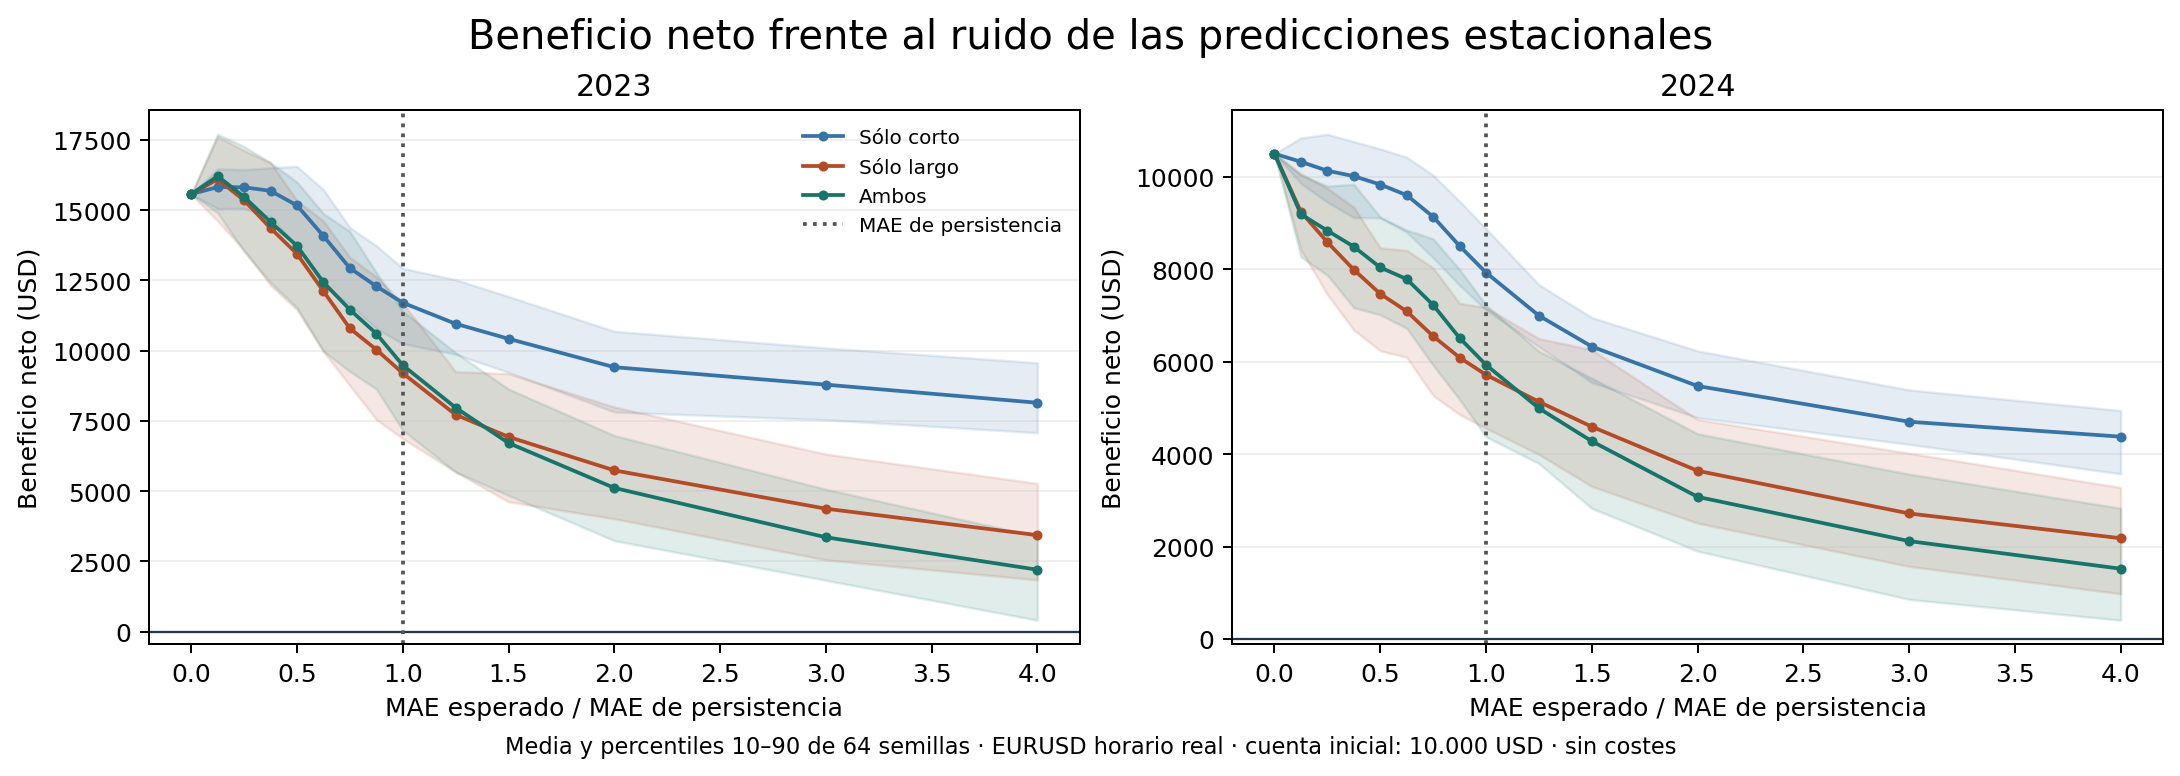 Beneficio neto frente al ruido de las predicciones estacionales
2023
Beneficio neto (USD)
17500
15000
12500
10000
7500
5000
2500
0
Sólo corto
Sólo largo
Ambos
MAE de persistencia
0.0 0.5 1.0 1.5 2.0 2.5 3.0 3.5 4.0
MAE esperado / MAE de persistencia
2024
Beneficio neto (USD)
10000
8000
6000
4000
2000
0
0.0 0.5 1.0 1.5 2.0 2.5 3.0 3.5 4.0
MAE esperado / MAE de persistencia
Media y percentiles 10–90 de 64 semillas · EURUSD horario real · cuenta inicial: 10.000 USD · sin costes